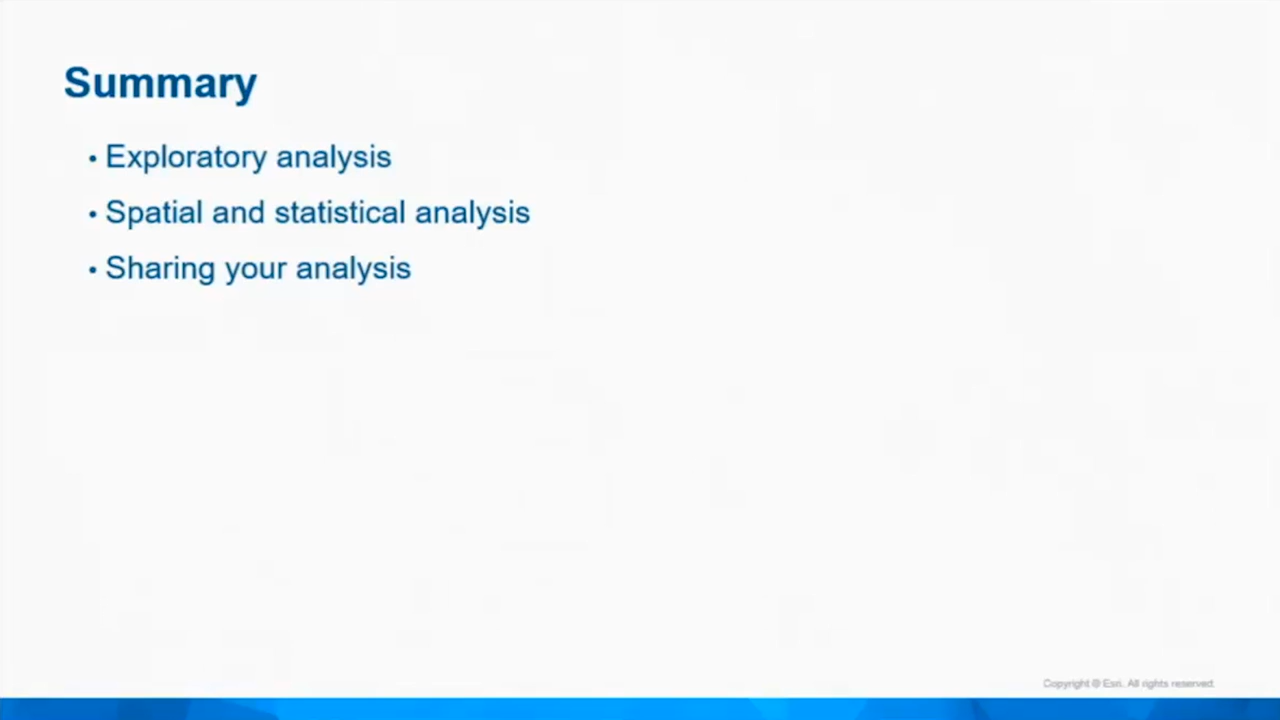 Summary
• Exploratory analysis
• Spatial and statistical analysis
• Sharing your analysis
Copyright © Esri. All rights reserved.